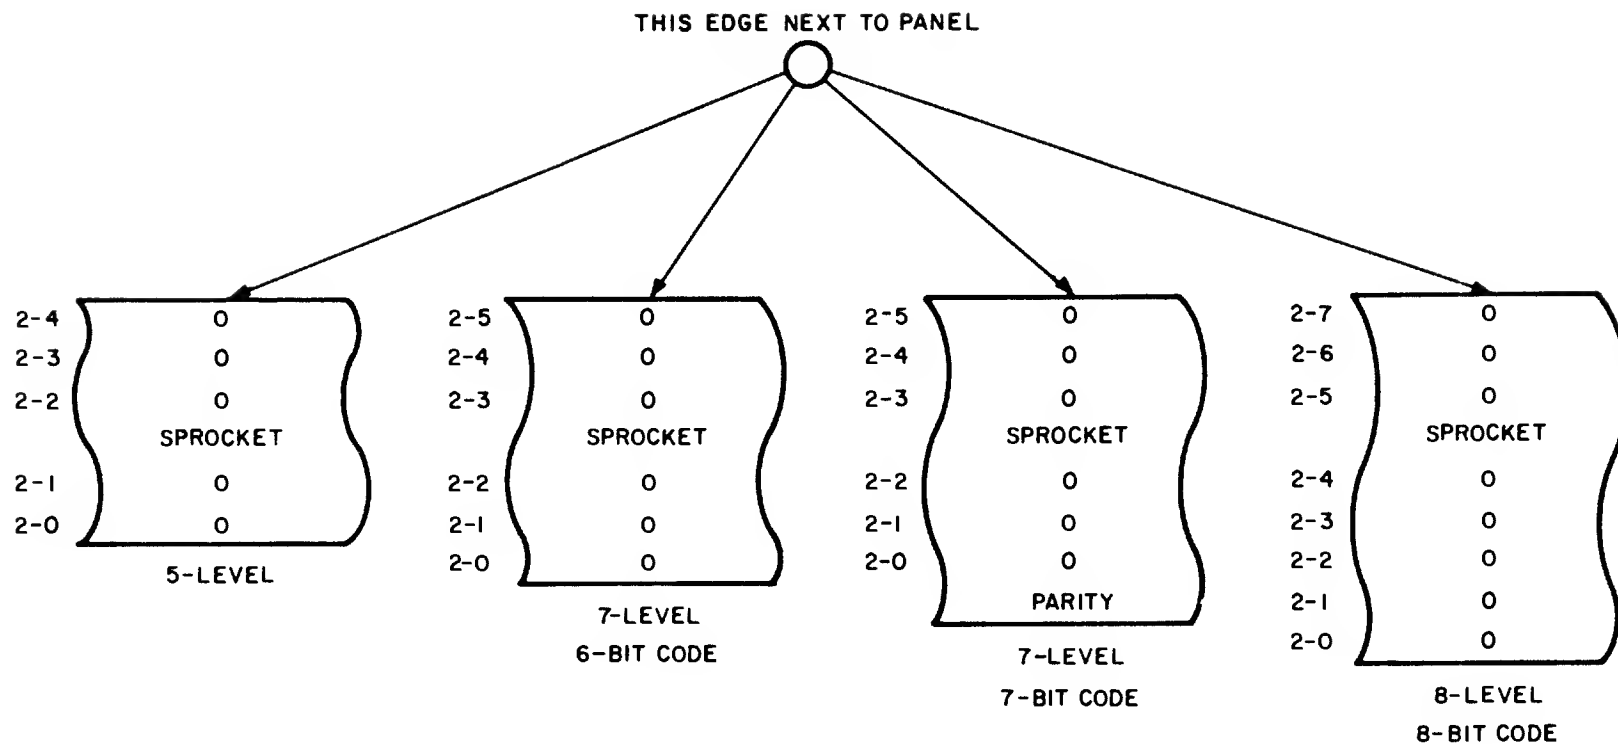 THIS EDGE NEXT TO PANEL
2-4 O
2-3 O
2-2 O
SPROCKET
2-1 O
2-0 O
5-LEVEL
2-5 O
2-4 O
2-3 O
SPROCKET
2-2 O
2-1 O
2-0 O
7-LEVEL
6-BIT CODE
2-5 O
2-4 O
2-3 O
SPROCKET
2-2 O
2-1 O
2-0 O
PARITY
7-LEVEL
7-BIT CODE
2-7 O
2-6 O
2-5 O
SPROCKET
2-4 O
2-3 O
2-2 O
2-1 O
2-0 O
8-LEVEL
8-BIT CODE